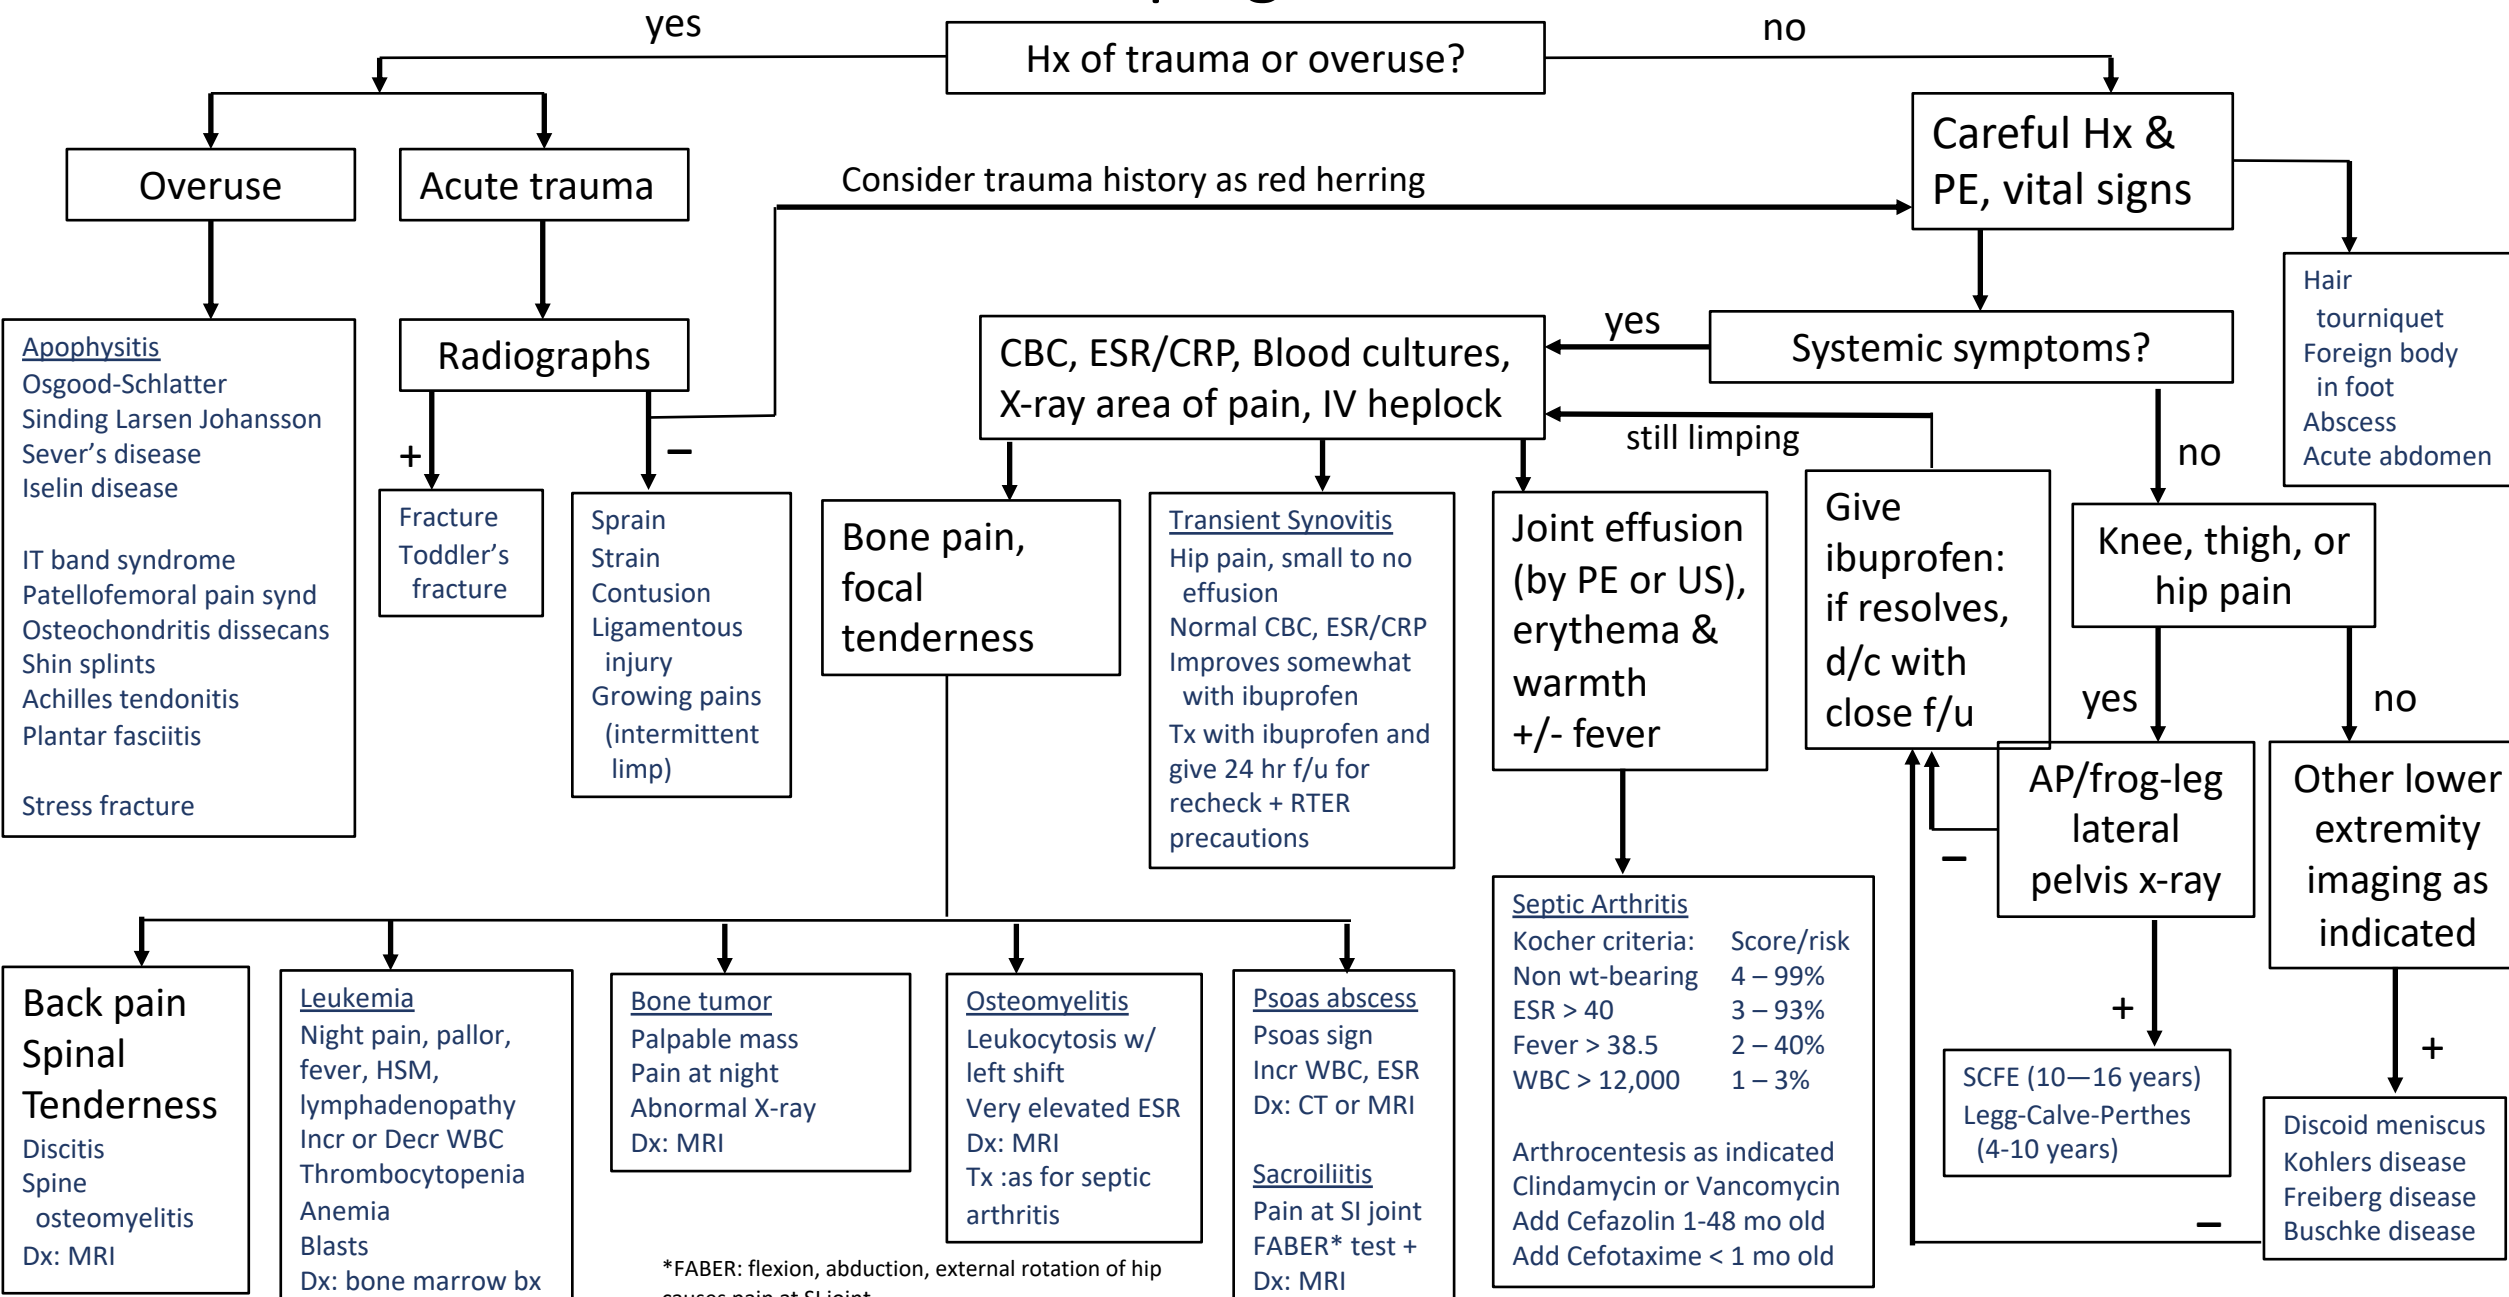 yes
Hx of trauma or overuse?
no
Careful Hx &
PE, vital signs
Overuse
Acute trauma
Consider trauma history as red herring
Hair
tourniquet
Foreign body
in foot
Abscess
Acute abdomen
Apophysitis
Osgood-Schlatter
Sinding Larsen Johansson
Sever's disease
Iselin disease
IT band syndrome
Patellofemoral pain synd
Osteochondritis dissecans
Shin splints
Achilles tendonitis
Plantar fasciitis
Stress fracture
Radiographs
+
–
Fracture
Toddler's
fracture
Sprain
Strain
Contusion
Ligamentous
injury
Growing pains
(intermittent
limp)
CBC, ESR/CRP, Blood cultures,
X-ray area of pain, IV heplock
yes
Systemic symptoms?
still limping
no
Bone pain,
focal
tenderness
Transient Synovitis
Hip pain, small to no
effusion
Normal CBC, ESR/CRP
Improves somewhat
with ibuprofen
Tx with ibuprofen and
give 24 hr f/u for
recheck + RTER
precautions
Joint effusion
(by PE or US),
erythema &
warmth
+/- fever
Give
ibuprofen:
if resolves,
d/c with
close f/u
Knee, thigh, or
hip pain
yes
no
AP/frog-leg
lateral
pelvis x-ray
Other lower
extremity
imaging as
indicated
–
+
+
SCFE (10—16 years)
Legg-Calve-Perthes
(4-10 years)
Discoid meniscus
Kohlers disease
Freiberg disease
Buschke disease
–
Back pain
Spinal
Tenderness
Discitis
Spine
osteomyelitis
Dx: MRI
Leukemia
Night pain, pallor,
fever, HSM,
lymphadenopathy
Incr or Decr WBC
Thrombocytopenia
Anemia
Blasts
Dx: bone marrow bx
Bone tumor
Palpable mass
Pain at night
Abnormal X-ray
Dx: MRI
Osteomyelitis
Leukocytosis w/
left shift
Very elevated ESR
Dx: MRI
Tx :as for septic
arthritis
Psoas abscess
Psoas sign
Incr WBC, ESR
Dx: CT or MRI
Sacroiliitis
Pain at SI joint
FABER* test +
Dx: MRI
Septic Arthritis
Kocher criteria: Score/risk
Non wt-bearing 4 – 99%
ESR > 40 3 – 93%
Fever > 38.5 2 – 40%
WBC > 12,000 1 – 3%
Arthrocentesis as indicated
Clindamycin or Vancomycin
Add Cefazolin 1-48 mo old
Add Cefotaxime < 1 mo old
*FABER: flexion, abduction, external rotation of hip
causes pain at SI joint